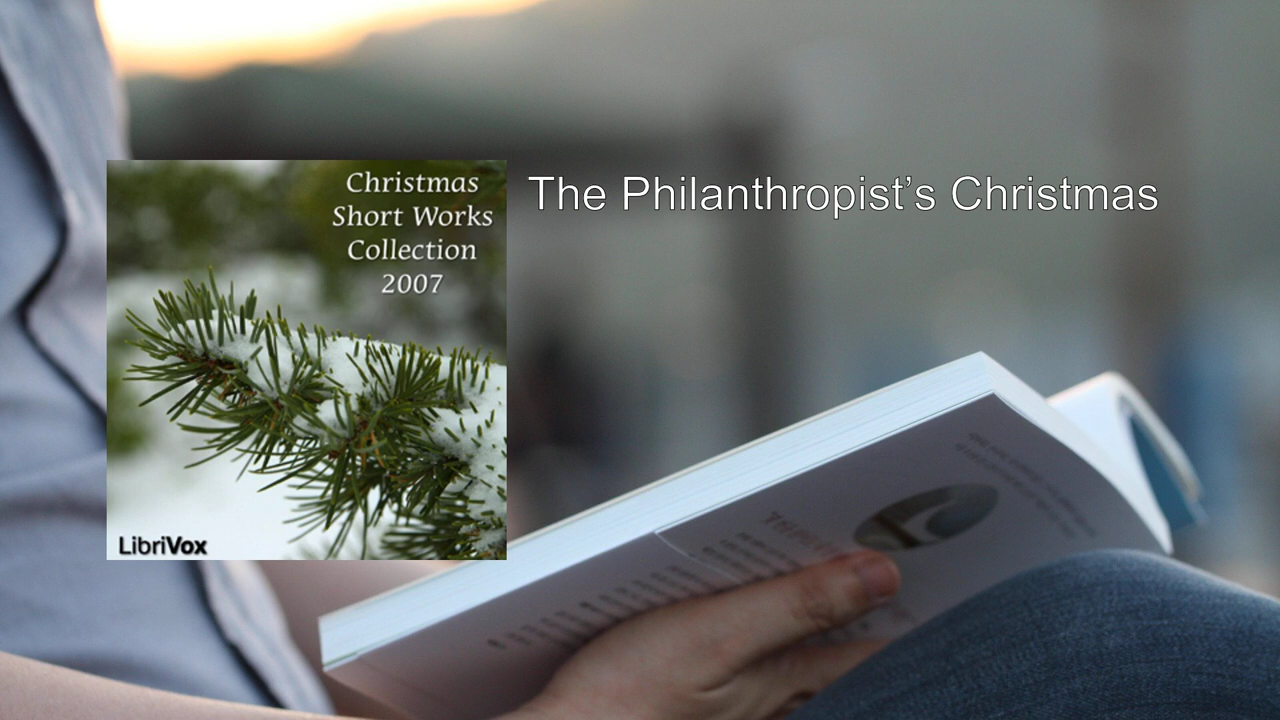 Christmas
Short Works
Collection
2007
LibriVox
The Philanthropist’s Christmas